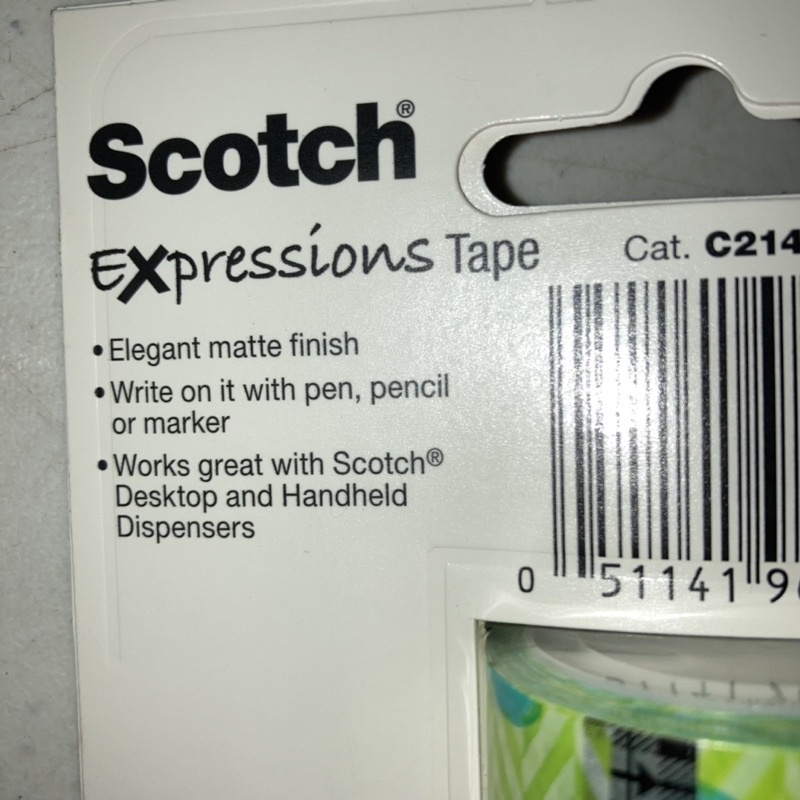 Scotch®
Expressions Tape
Cat. C214
• Elegant matte finish
• Write on it with pen, pencil
or marker
• Works great with Scotch®
Desktop and Handheld
Dispensers
0 51141 9